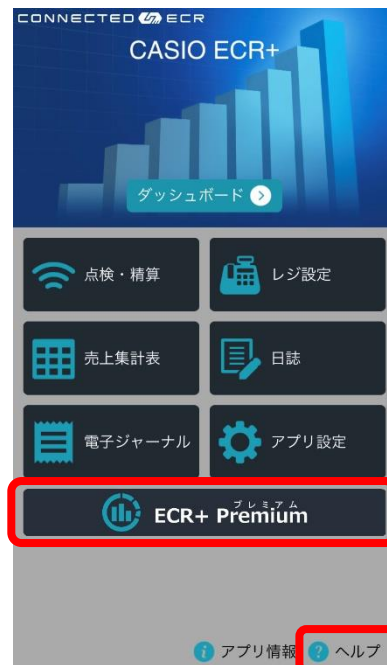 CONNECTED ECR
CASIO ECR+
ダッシュボード
点検・精算
レジ設定
売上集計表
日誌
電子ジャーナル
アプリ設定
プレミアム
ECR+ Premium
アプリ情報
ヘルプ